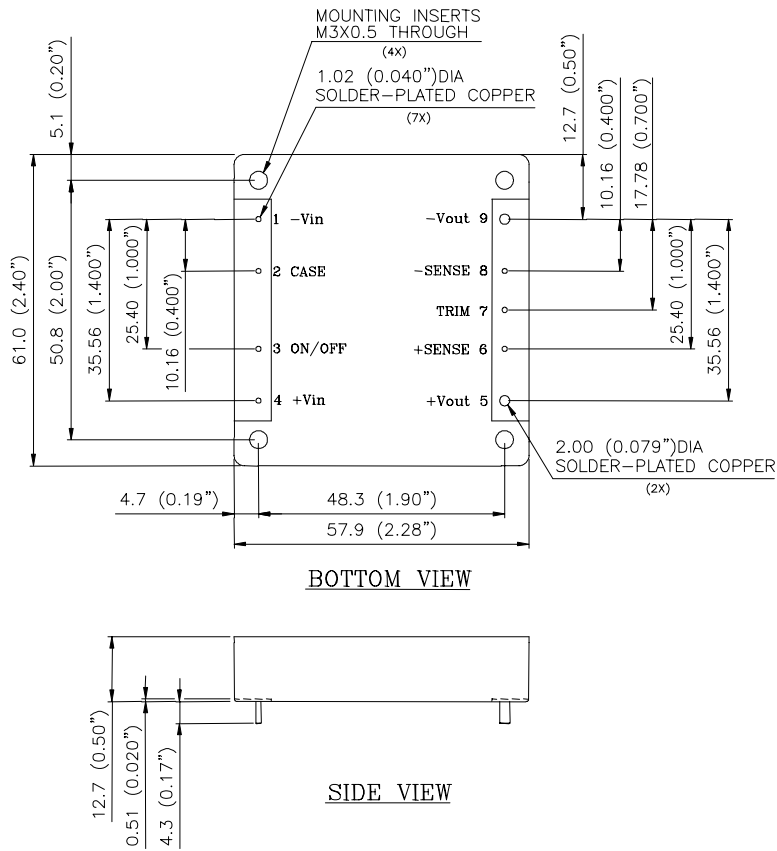 MOUNTING INSERTS
M3X0.5 THROUGH
(4X)
1.02 (0.040”)DIA
SOLDER-PLATED COPPER
(7X)
5.1 (0.20”)
12.7 (0.50”)
10.16 (0.400”)
17.78 (0.700”)
61.0 (2.40”)
50.8 (2.00”)
35.56 (1.400”)
25.40 (1.000”)
10.16 (0.400”)
1 -Vin
2 CASE
3 ON/OFF
4 +Vin
-Vout 9
-SENSE 8
TRIM 7
+SENSE 6
+Vout 5
25.40 (1.000”)
35.56 (1.400”)
2.00 (0.079”)DIA
SOLDER-PLATED COPPER
(2X)
4.7 (0.19”)
48.3 (1.90”)
57.9 (2.28”)
BOTTOM VIEW
12.7 (0.50”)
0.51 (0.020”)
4.3 (0.17”)
SIDE VIEW